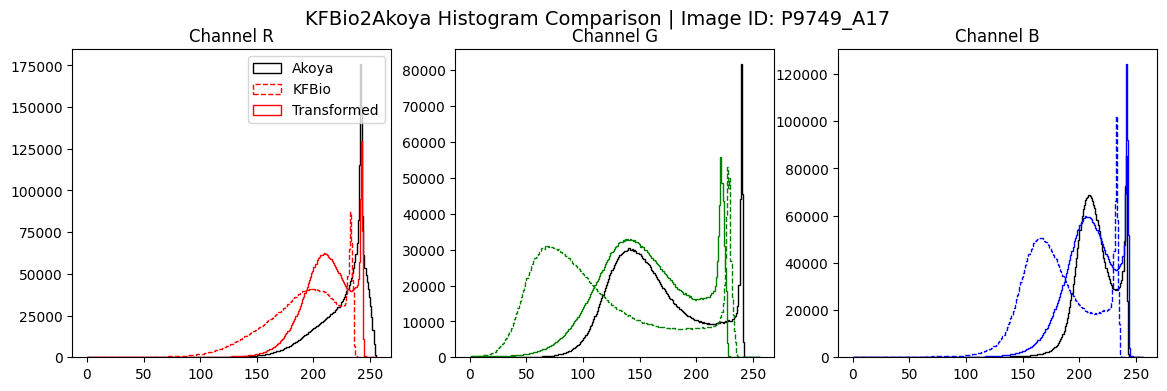 KFBio2Akoya Histogram Comparison | Image ID: P9749_A17
Channel R
175000
150000
125000
100000
75000
50000
25000
0
0 50 100 150 200 250
Akoya
KFBio
Transformed
Channel G
80000
70000
60000
50000
40000
30000
20000
10000
0
0 50 100 150 200 250
Channel B
120000
100000
80000
60000
40000
20000
0
0 50 100 150 200 250